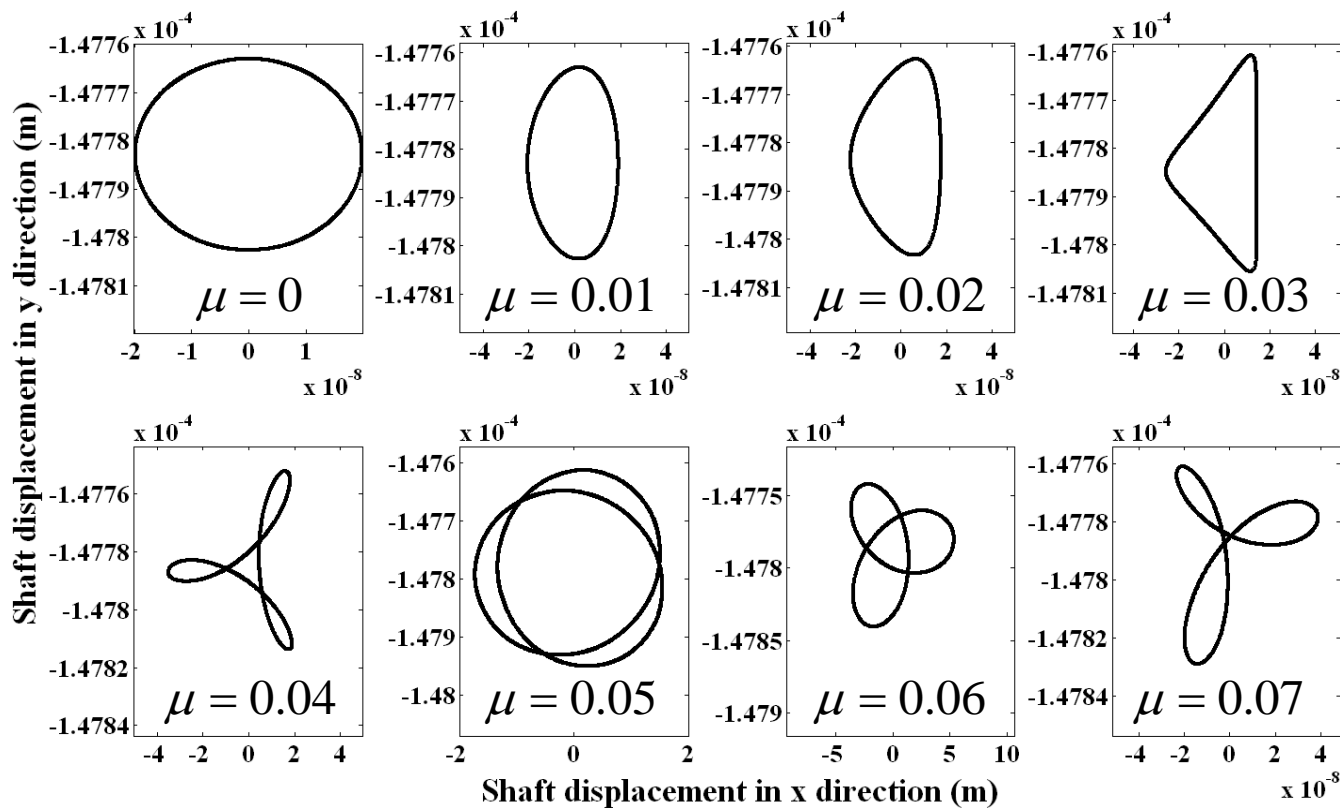 x 10-4
x 10-4
x 10-4
x 10-4
-1.4776
-1.4777
-1.4778
-1.4779
-1.478
-1.4781
μ = 0
-2 -1 0 1 2
x 10-8
-1.4776
-1.4777
-1.4778
-1.4779
-1.478
-1.4781
μ = 0.01
-4 -2 0 2 4
x 10-8
-1.4776
-1.4777
-1.4778
-1.4779
-1.478
-1.4781
μ = 0.02
-4 -2 0 2 4
x 10-8
-1.4776
-1.4777
-1.4778
-1.4779
-1.478
-1.4781
μ = 0.03
-4 -2 0 2 4
x 10-8
Shaft displacement in y direction (m)
x 10-4
x 10-4
x 10-4
x 10-4
-1.4776
-1.4778
-1.478
-1.4782
-1.4784
μ = 0.04
-4 -2 0 2 4
-1.476
-1.477
-1.478
-1.479
-1.48
μ = 0.05
-2 0 2
-1.4775
-1.478
-1.4785
-1.479
μ = 0.06
-5 0 5 10
-1.4776
-1.4778
-1.478
-1.4782
-1.4784
μ = 0.07
-4 -2 0 2 4
x 10-8
Shaft displacement in x direction (m)